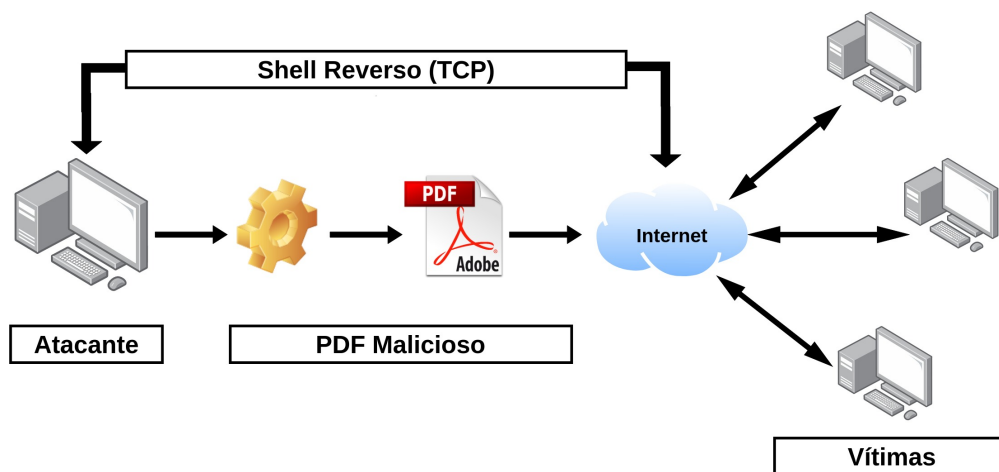 Shell Reverso (TCP)
PDF
Adobe
Internet
Atacante
PDF Malicioso
Vítimas